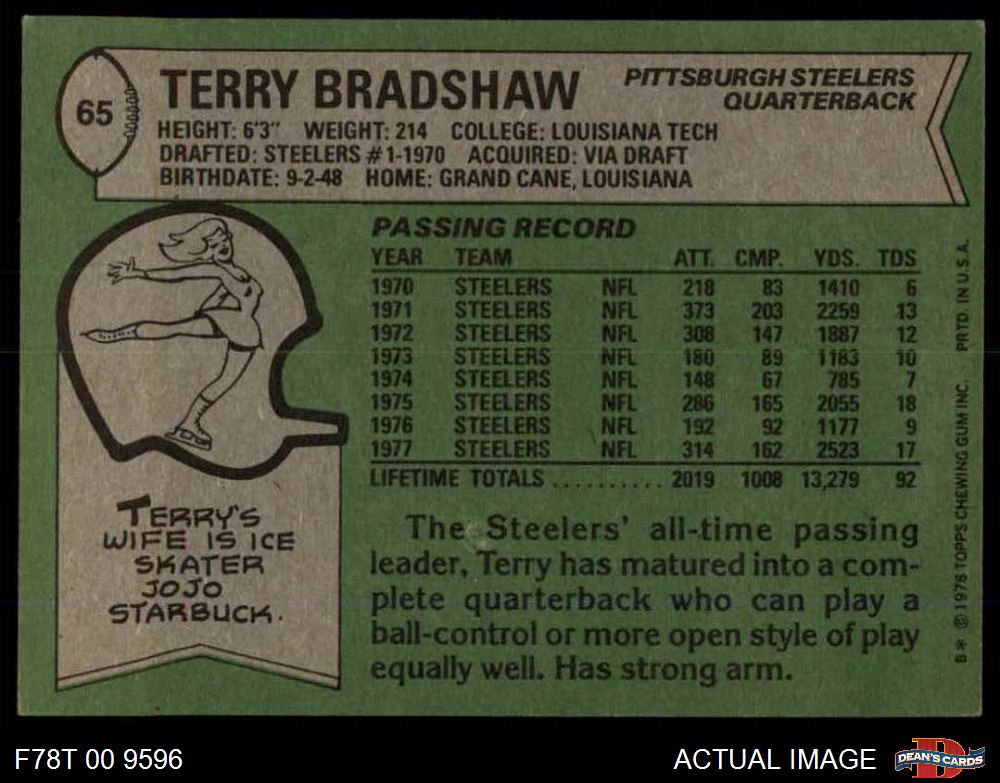 65
TERRY BRADSHAW
PITTSBURGH STEELERS
QUARTERBACK
HEIGHT: 6'3" WEIGHT: 214 COLLEGE: LOUISIANA TECH
DRAFTED: STEELERS #1-1970 ACQUIRED: VIA DRAFT
BIRTHDATE: 9-2-48 HOME: GRAND CANE, LOUISIANA
PASSING RECORD
YEAR TEAM ATT. CMP. YDS. TDS
1970 STEELERS NFL 218 83 1410 6
1971 STEELERS NFL 373 203 2259 13
1972 STEELERS NFL 308 147 1887 12
1973 STEELERS NFL 180 89 1183 10
1974 STEELERS NFL 148 67 785 7
1975 STEELERS NFL 286 165 2055 18
1976 STEELERS NFL 192 92 1177 9
1977 STEELERS NFL 314 162 2523 17
LIFETIME TOTALS .......... 2019 1008 13,279 92
TERRY'S
WIFE IS ICE
SKATER
JOJO
STARBUCK.
The Steelers' all-time passing
leader, Terry has matured into a com-
plete quarterback who can play a
ball-control or more open style of play
equally well. Has strong arm.
B* © 1978 TOPPS CHEWING GUM INC. PRTD. IN U.S.A.
F78T 00 9596
ACTUAL IMAGE
D
DEAN'S CARDS